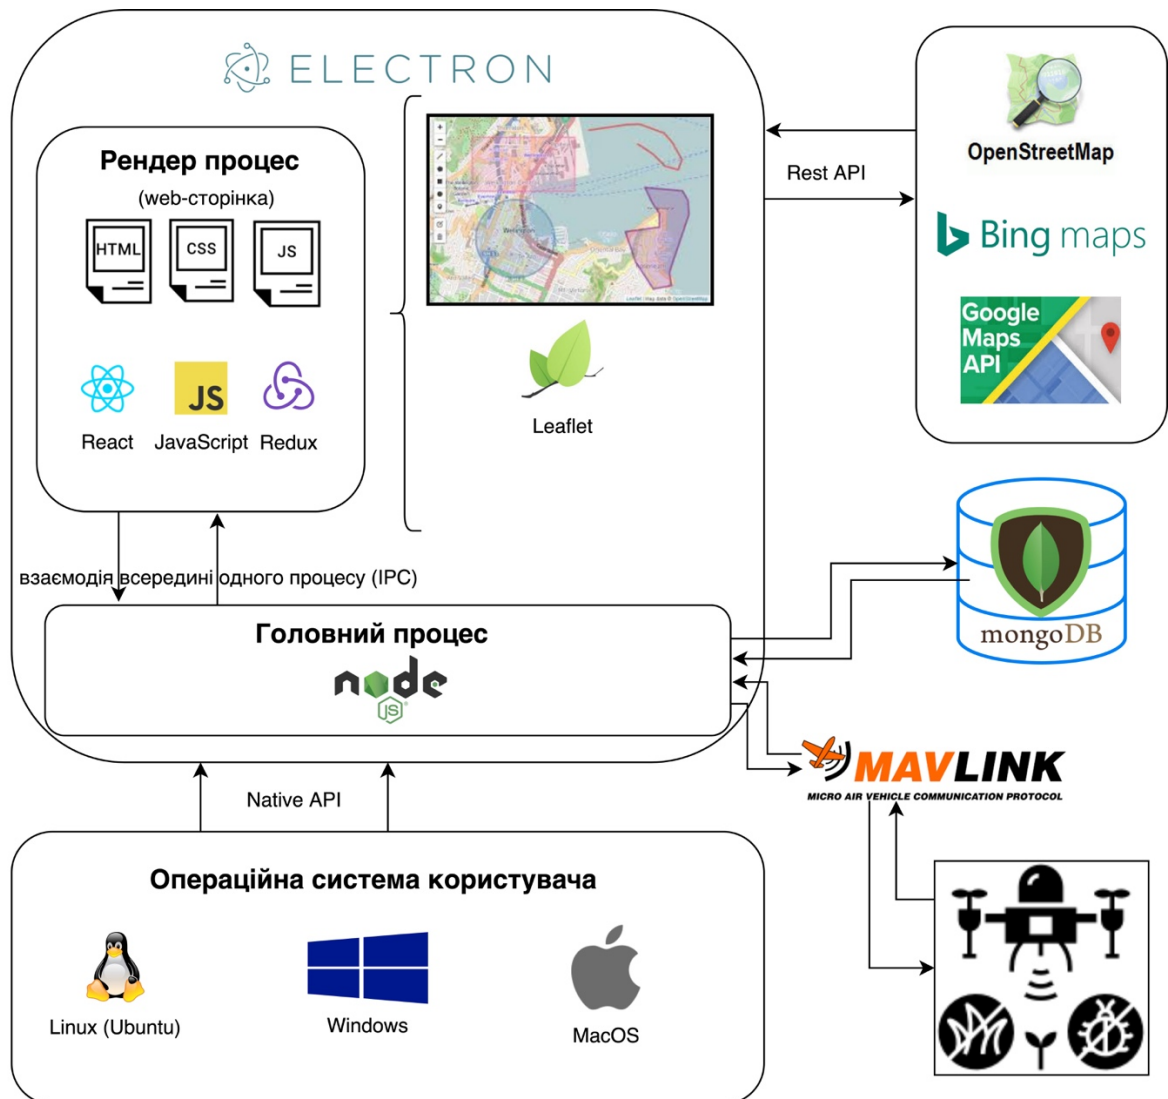 ELECTRON
Рендер процес
(web-сторінка)
HTML
CSS
JS
React
JS
JavaScript
Redux
Wellington
Leaflet
Rest API
OpenStreetMap
Bing maps
Google
Maps
API
взаємодія всередині одного процесу (IPC)
Головний процес
node
JS
mongoDB
MAVLINK
MICRO AIR VEHICLE COMMUNICATION PROTOCOL
Native API
Операційна система користувача
Linux (Ubuntu)
Windows
MacOS